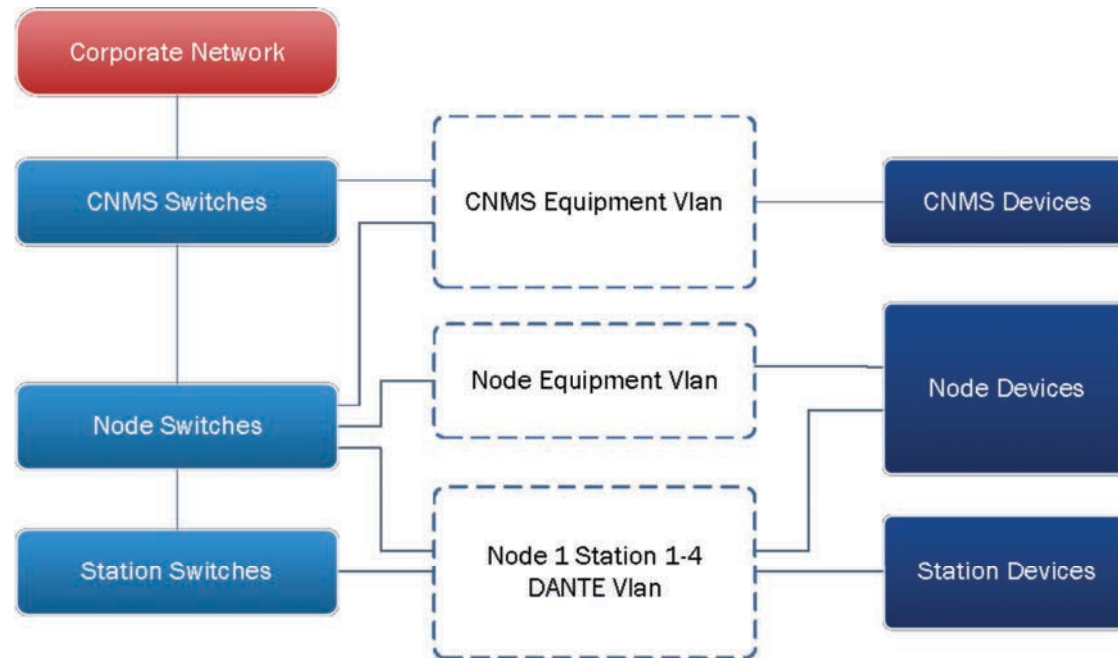 Corporate Network
CNMS Switches
CNMS Equipment Vlan
CNMS Devices
Node Switches
Node Equipment Vlan
Node Devices
Station Switches
Node 1 Station 1-4
DANTE Vlan
Station Devices